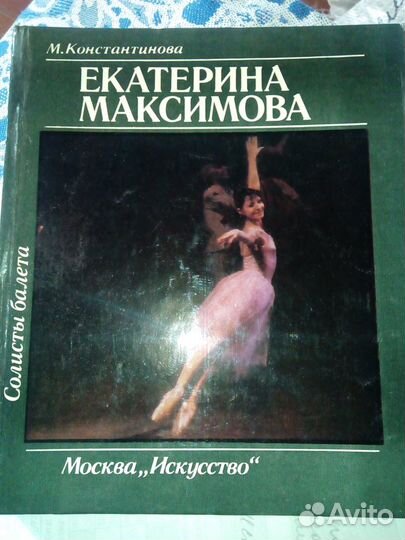 М.Константинова
ЕКАТЕРИНА
МАКСИМОВА
Солисты балета
Москва „Искусство“
Avito